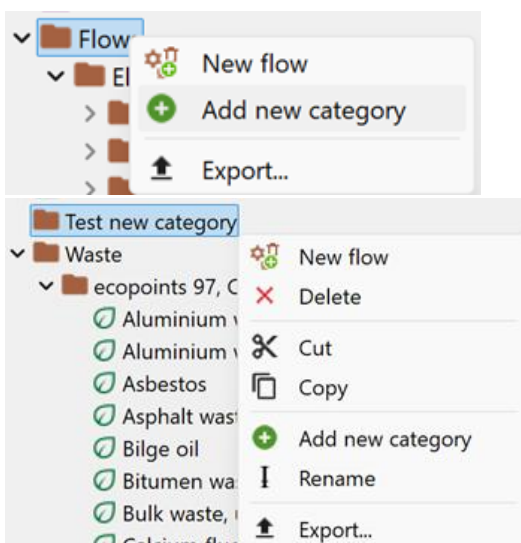 Flow
New flow
El
Add new category
Export...
Test new category
Waste
New flow
ecopoints 97, C
Delete
Aluminium
Aluminium
Cut
Asbestos
Copy
Asphalt wast
Bilge oil
Add new category
Bitumen wa
Rename
Bulk waste,
Export...